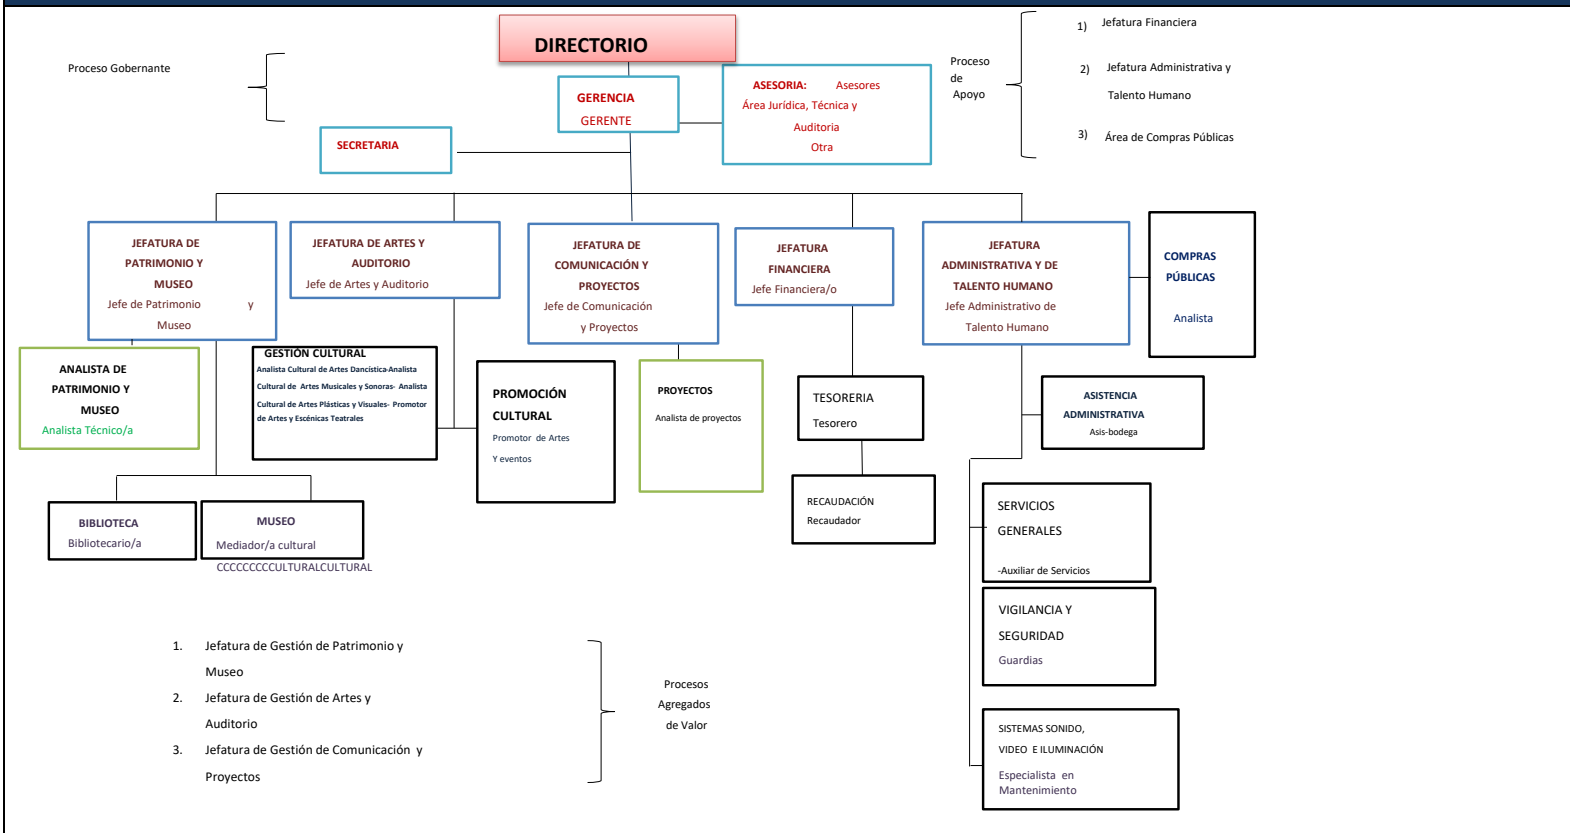 DIRECTORIO
Proceso Gobernante
GERENCIA
GERENTE
ASESORIA: Asesores
Área Jurídica, Técnica y
Auditoria
Otra
Proceso
de
Apoyo
1) Jefatura Financiera
2) Jefatura Administrativa y
Talento Humano
3) Área de Compras Públicas
SECRETARIA
JEFATURA DE
PATRIMONIO Y
MUSEO
Jefe de Patrimonio y
Museo
JEFATURA DE ARTES Y
AUDITORIO
Jefe de Artes y Auditorio
JEFATURA DE
COMUNICACIÓN Y
PROYECTOS
Jefe de Comunicación
y Proyectos
JEFATURA
FINANCIERA
Jefe Financiera/o
JEFATURA
ADMINISTRATIVA Y DE
TALENTO HUMANO
Jefe Administrativo de
Talento Humano
COMPRAS
PÚBLICAS
Analista
ANALISTA DE
PATRIMONIO Y
MUSEO
Analista Técnico/a
GESTIÓN CULTURAL
Analista Cultural de Artes Dancística-Analista
Cultural de Artes Musicales y Sonoras- Analista
Cultural de Artes Plásticas y Visuales- Promotor
de Artes y Escénicas Teatrales
PROMOCIÓN
CULTURAL
Promotor de Artes
Y eventos
PROYECTOS
Analista de proyectos
TESORERIA
Tesorero
ASISTENCIA
ADMINISTRATIVA
Asis-bodega
RECAUDACIÓN
Recaudador
BIBLIOTECA
Bibliotecario/a
MUSEO
Mediador/a cultural
CCCCCCCCCULTURALCULTURAL
SERVICIOS
GENERALES
-Auxiliar de Servicios
VIGILANCIA Y
SEGURIDAD
Guardias
SISTEMAS SONIDO,
VIDEO E ILUMINACIÓN
Especialista en
Mantenimiento
1. Jefatura de Gestión de Patrimonio y
Museo
2. Jefatura de Gestión de Artes y
Auditorio
3. Jefatura de Gestión de Comunicación y
Proyectos
Procesos
Agregados
de Valor